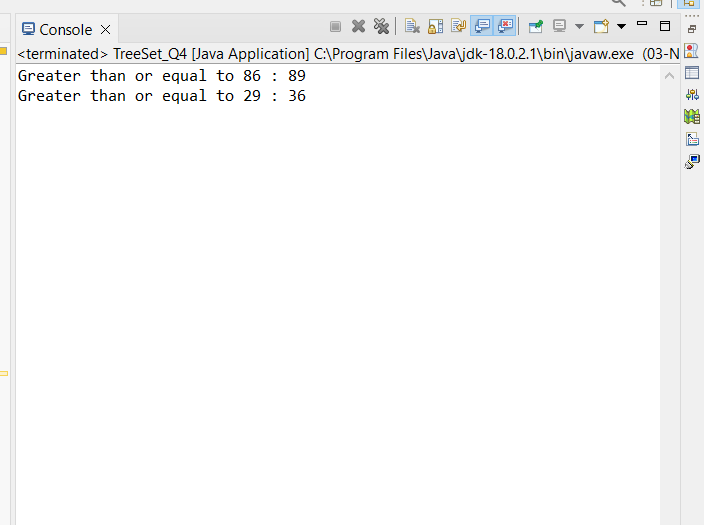 Console
<terminated> TreeSet_Q4 [Java Application] C:\Program Files\Java\jdk-18.0.2.1\bin\javaw.exe (03-N
Greater than or equal to 86 : 89
Greater than or equal to 29 : 36